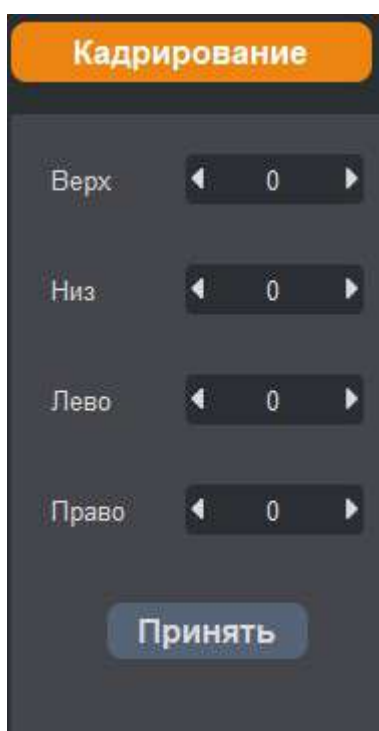 Кадрирование
Верх 0
Низ 0
Лево 0
Право 0
Принять